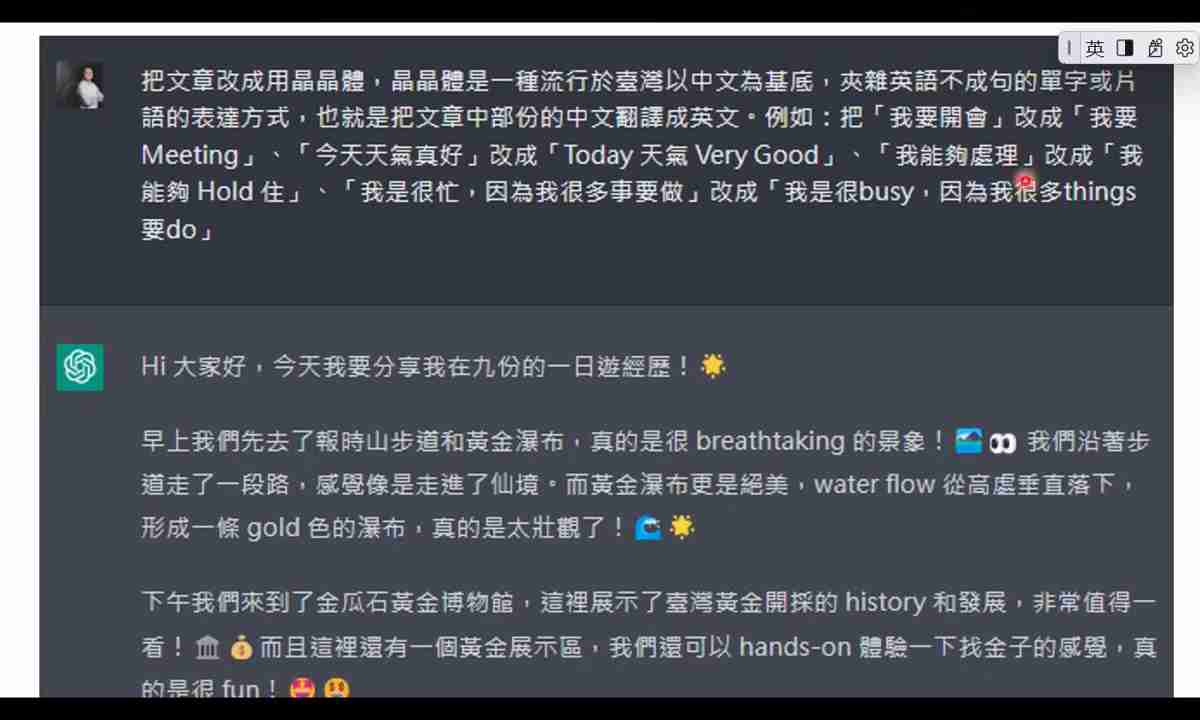 英
把文章改成用晶晶體，晶晶體是一種流行於臺灣以中文為基底，夾雜英語不成句的單字或片
語的表達方式，也就是把文章中部份的中文翻譯成英文。例如：把「我要開會」改成「我要
Meeting」、「今天天氣真好」改成「Today 天氣 Very Good」、「我能夠處理」改成「我
能夠 Hold 住」、「我是很忙，因為我很多事要做」改成「我是很busy，因為我很多things
要do」
Hi 大家好，今天我要分享我在九份的一日遊經歷！🌟
早上我們先去了報時山步道和黃金瀑布，真的是很 breathtaking 的景象！🌊👀 我們沿著步
道走了一段路，感覺像是走進了仙境。而黃金瀑布更是絕美，water flow 從高處垂直落下，
形成一條 gold 色的瀑布，真的是太壯觀了！🌊🌟
下午我們來到了金瓜石黃金博物館，這裡展示了臺灣黃金開採的 history 和發展，非常值得一
看！🏛️💰而且這裡還有一個黃金展示區，我們還可以 hands-on 體驗一下找金子的感覺，真
的是很 fun！🤩🤑